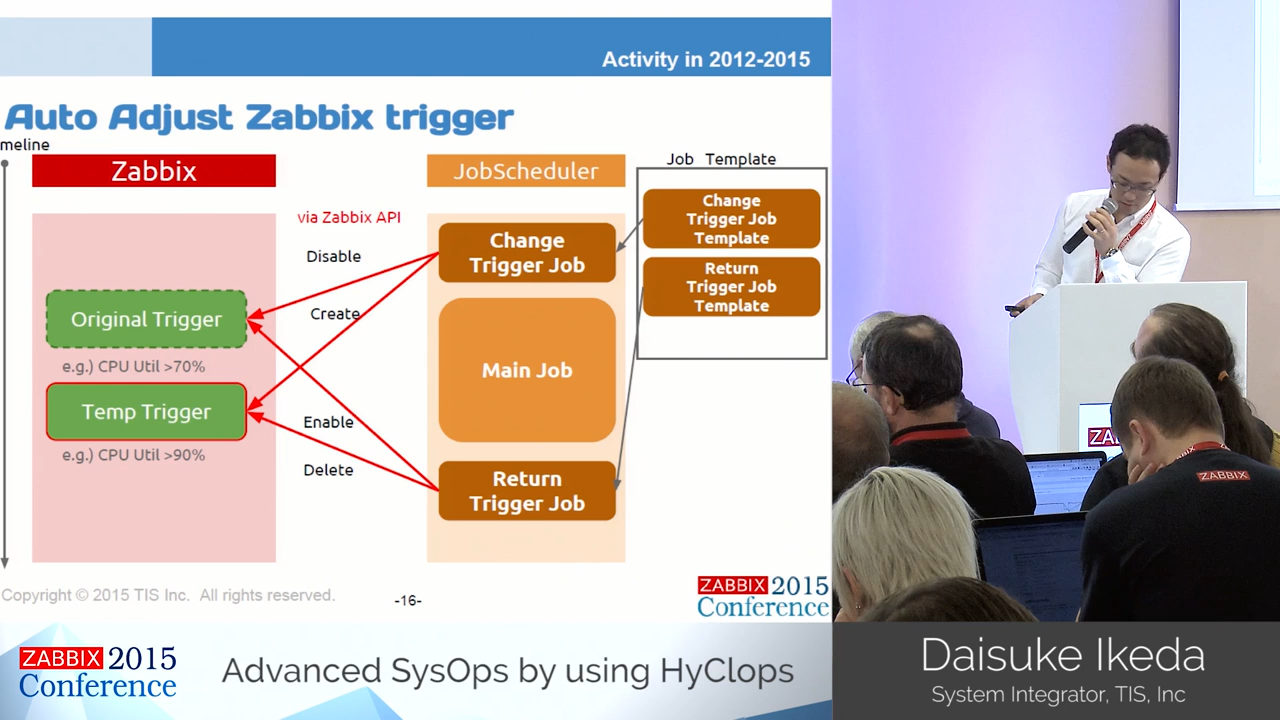 Activity in 2012-2015
Auto Adjust Zabbix trigger
meline
Zabbix
JobScheduler
Job Template
via Zabbix API
Disable
Create
Enable
Delete
Original Trigger
e.g.) CPU Util >70%
Temp Trigger
e.g.) CPU Util >90%
Change
Trigger Job
Main Job
Return
Trigger Job
Change
Trigger Job
Template
Return
Trigger Job
Template
Copyright © 2015 TIS Inc. All rights reserved.
-16-
ZABBIX 2015
Conference
ZABBIX 2015
Conference
Advanced SysOps by using HyClops
ZA
ZABBIX
Daisuke Ikeda
System Integrator, TIS, Inc